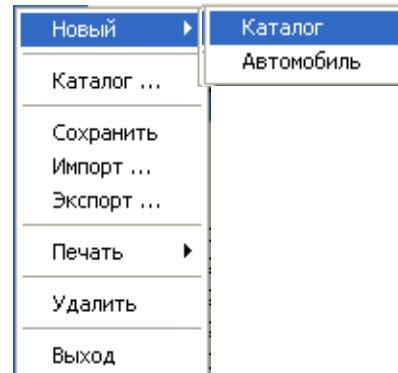 Новый
Каталог
Автомобиль
Каталог ...
Сохранить
Импорт ...
Экспорт ...
Печать
Удалить
Выход